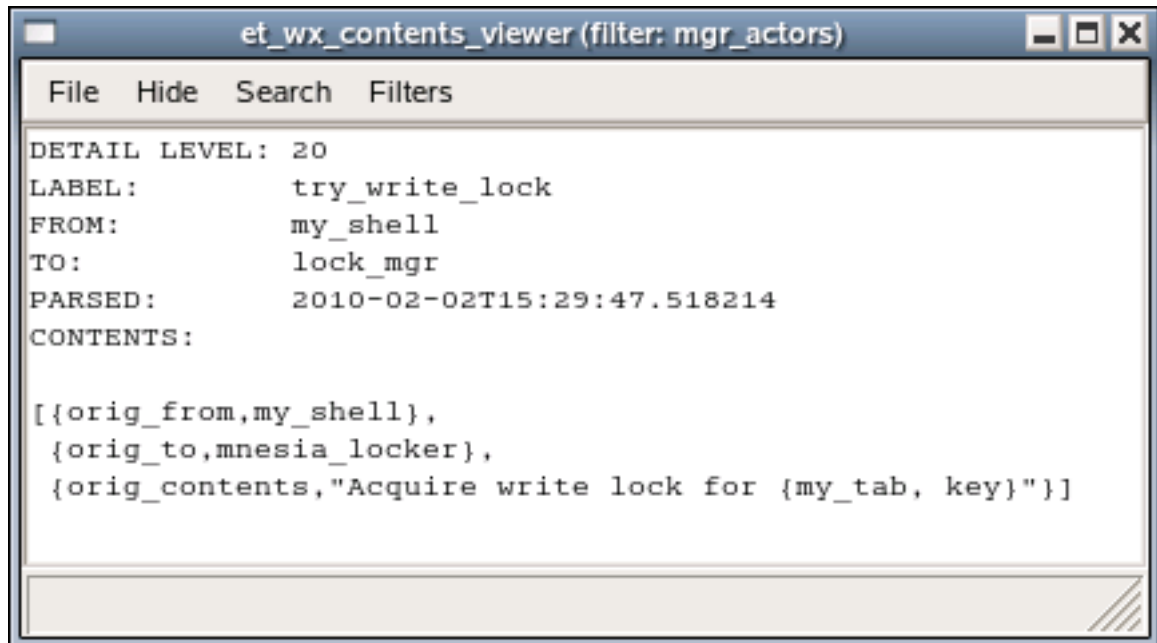 et_wx_contents_viewer (filter: mgr_actors)
File Hide Search Filters
DETAIL LEVEL: 20
LABEL: try_write_lock
FROM: my_shell
TO: lock_mgr
PARSED: 2010-02-02T15:29:47.518214
CONTENTS:
[{orig_from,my_shell},
{orig_to,mnesia_locker},
{orig_contents,"Acquire write lock for {my_tab, key}"}]